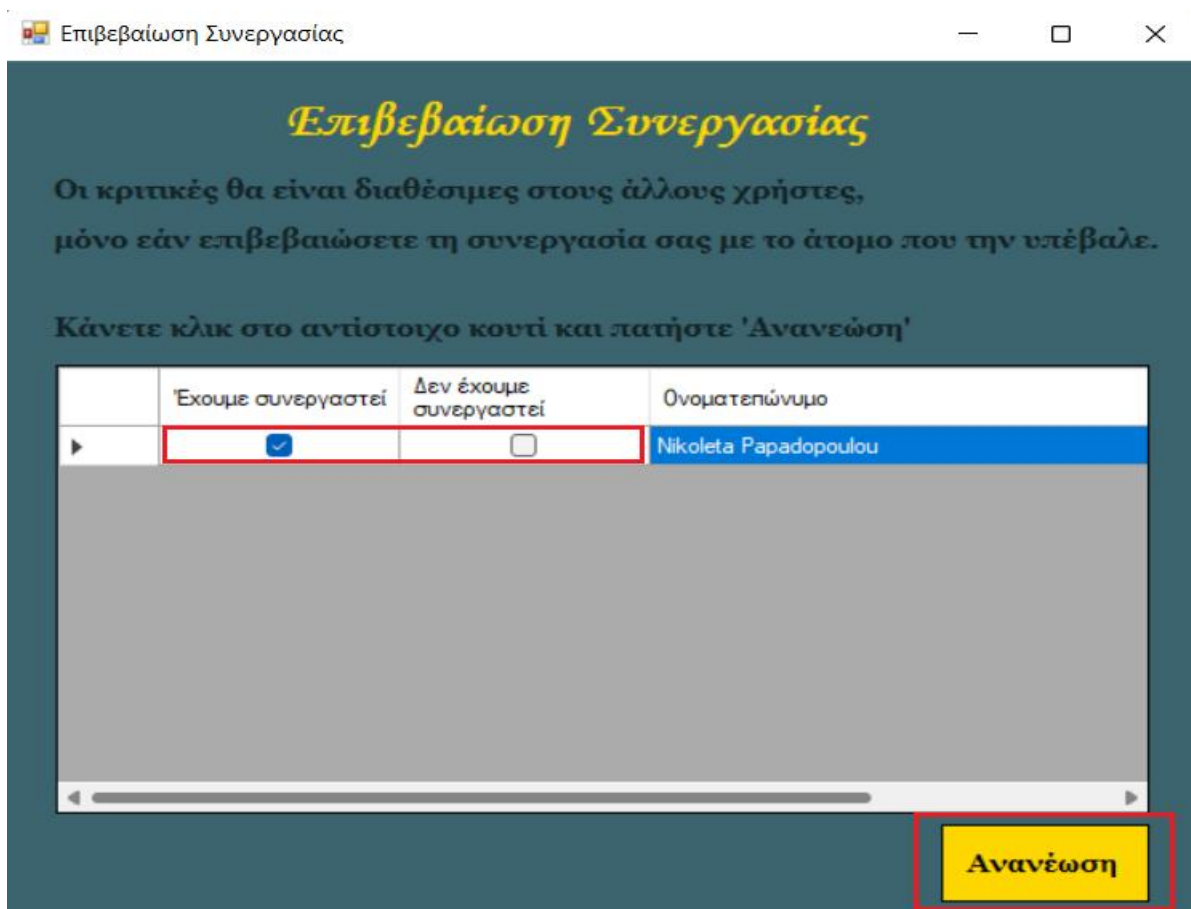 Επιβεβαίωση Συνεργασίας
Επιβεβαίωση Συνεργασίας
Οι κριτικές θα είναι διαθέσιμες στους άλλους χρήστες,
μόνο εάν επιβεβαιώσετε τη συνεργασία σας με το άτομο που την υπέβαλε.
Κάνετε κλικ στο αντίστοιχο κουτί και πατήστε 'Ανανεώση'
Έχουμε συνεργαστεί
Δεν έχουμε
συνεργαστεί
Ονοματεπώνυμο
Nikoleta Papadopoulou
Ανανέωση